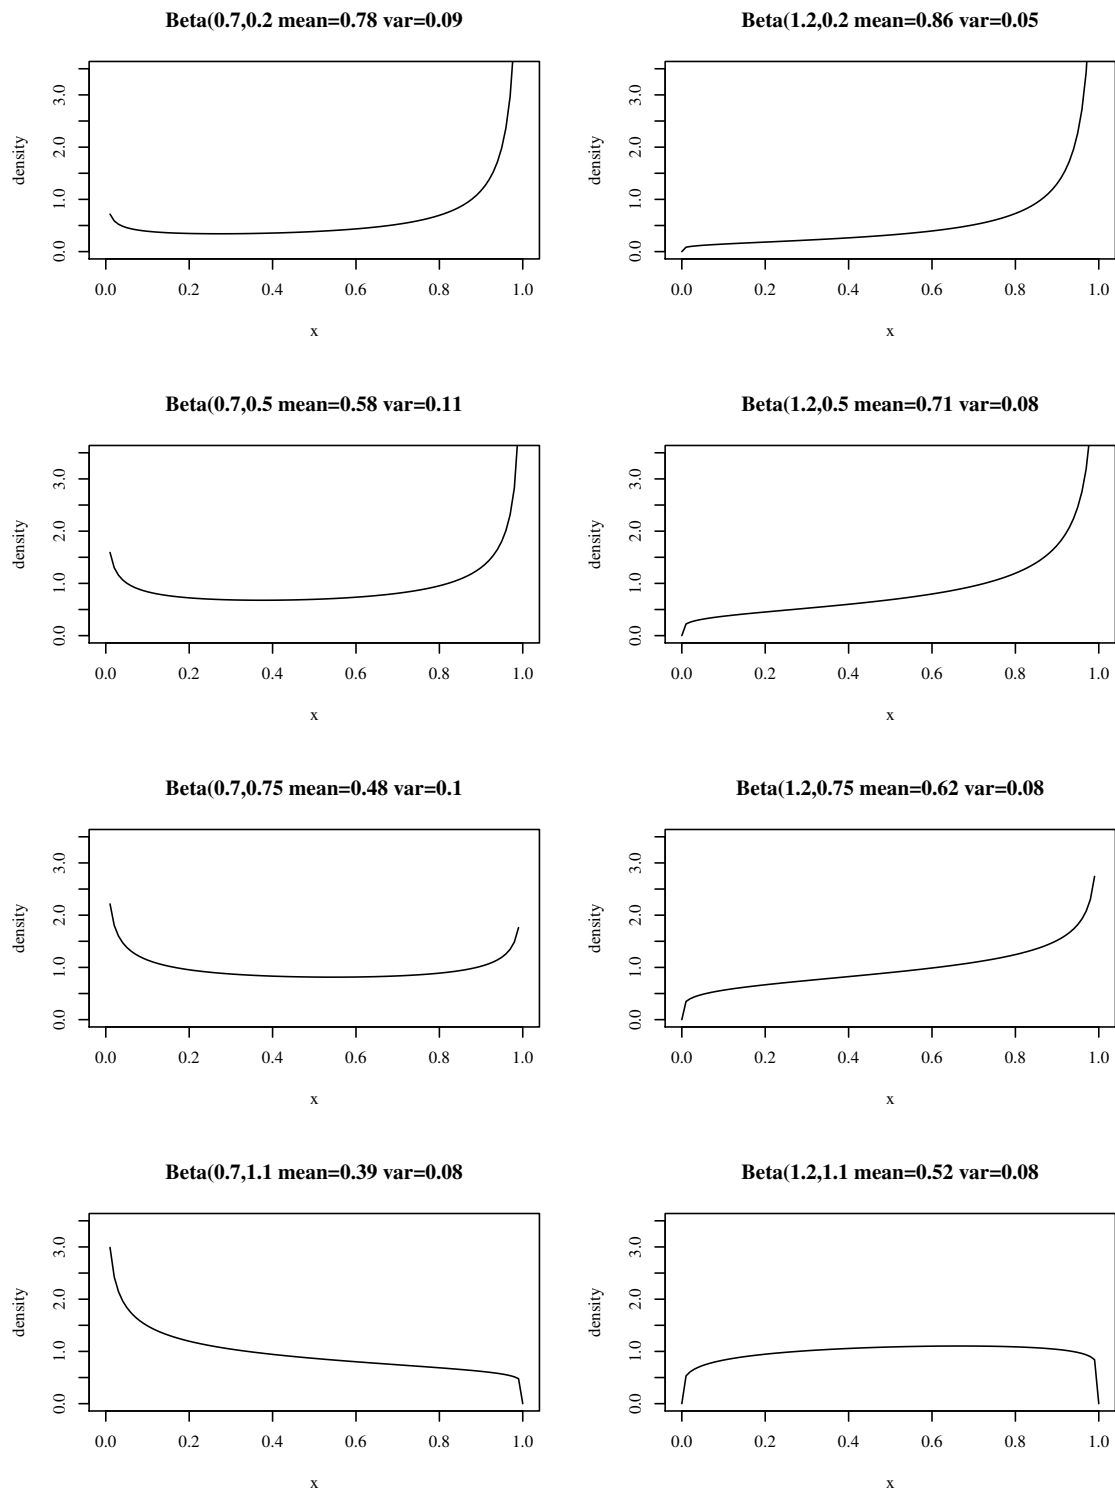 Beta(0.7,0.2 mean=0.78 var=0.09
density
0.0 1.0 2.0 3.0
0.0 0.2 0.4 0.6 0.8 1.0
x
Beta(1.2,0.2 mean=0.86 var=0.05
density
0.0 1.0 2.0 3.0
0.0 0.2 0.4 0.6 0.8 1.0
x
Beta(0.7,0.5 mean=0.58 var=0.11
density
0.0 1.0 2.0 3.0
0.0 0.2 0.4 0.6 0.8 1.0
x
Beta(1.2,0.5 mean=0.71 var=0.08
density
0.0 1.0 2.0 3.0
0.0 0.2 0.4 0.6 0.8 1.0
x
Beta(0.7,0.75 mean=0.48 var=0.1
density
0.0 1.0 2.0 3.0
0.0 0.2 0.4 0.6 0.8 1.0
x
Beta(1.2,0.75 mean=0.62 var=0.08
density
0.0 1.0 2.0 3.0
0.0 0.2 0.4 0.6 0.8 1.0
x
Beta(0.7,1.1 mean=0.39 var=0.08
density
0.0 1.0 2.0 3.0
0.0 0.2 0.4 0.6 0.8 1.0
x
Beta(1.2,1.1 mean=0.52 var=0.08
density
0.0 1.0 2.0 3.0
0.0 0.2 0.4 0.6 0.8 1.0
x